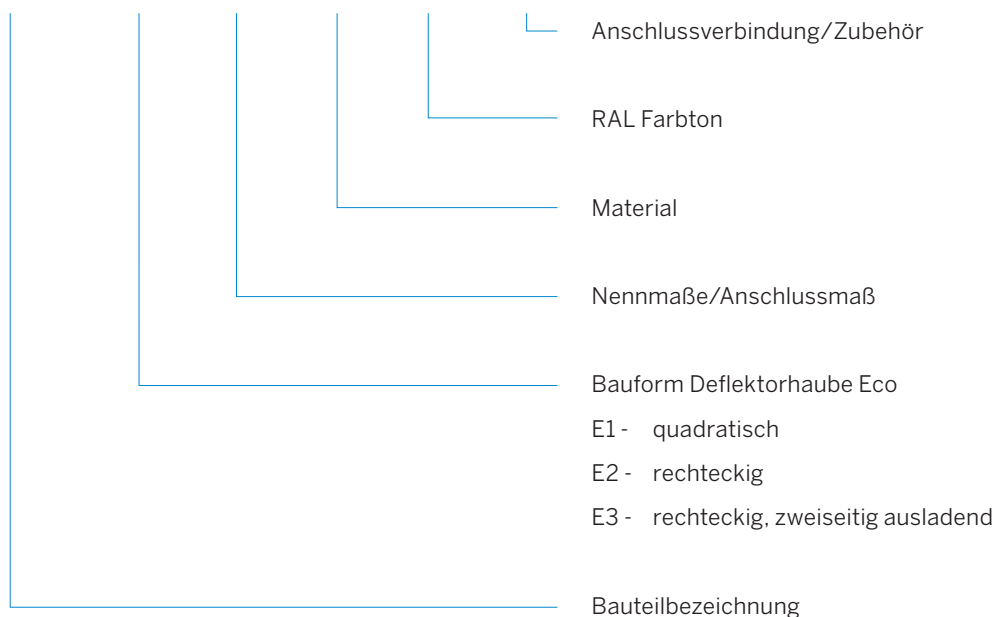 Anschlussverbindung/Zubehör
RAL Farbton
Material
Nennmaße/Anschlussmaß
Bauform Deflektorhaube Eco
E1 - quadratisch
E2 - rechteckig
E3 - rechteckig, zweiseitig ausladend
Bauteilbezeichnung